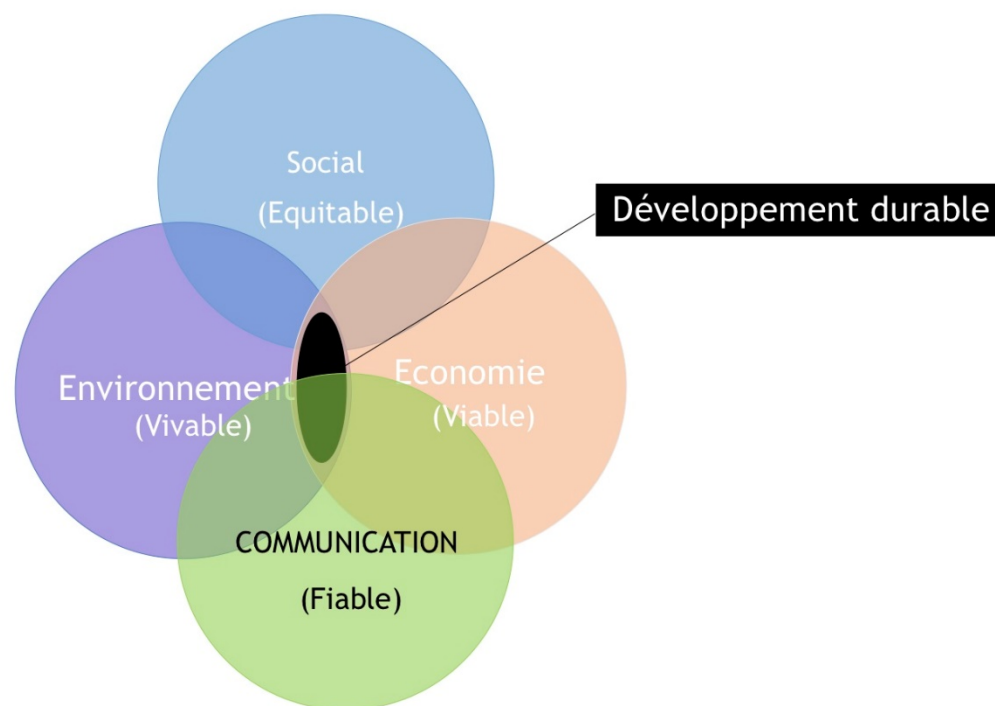 Social
(Equitable)
Développement durable
Environnement
(Vivable)
Economie
(Viable)
COMMUNICATION
(Fiable)